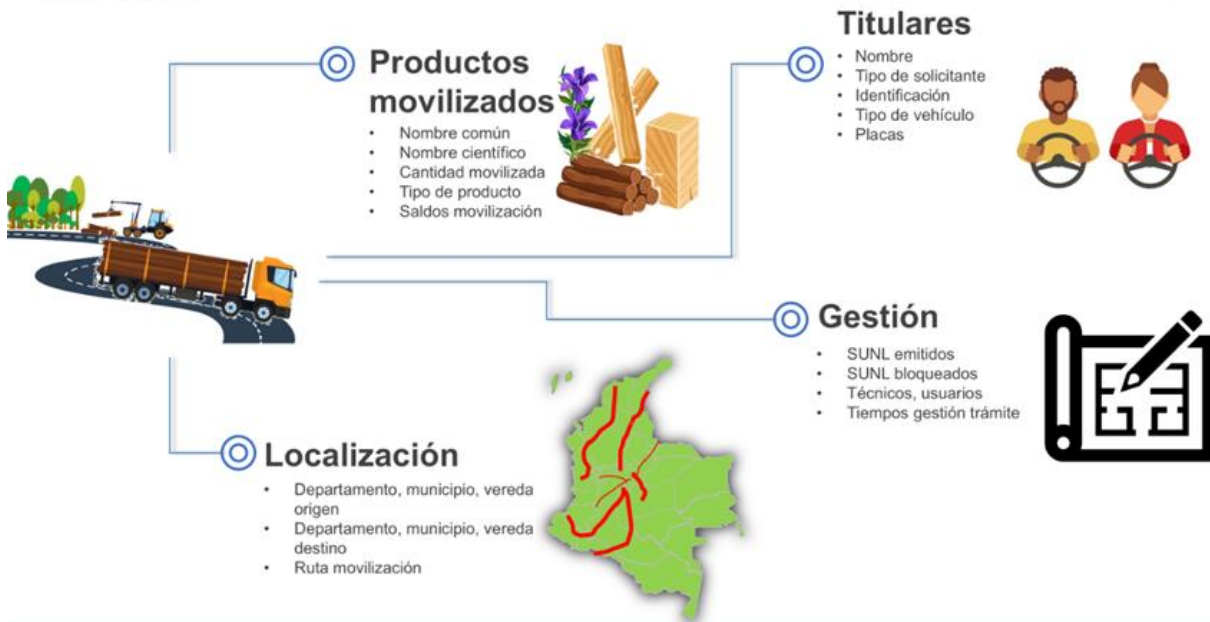 Productos
movilizados
• Nombre común
• Nombre científico
• Cantidad movilizada
• Tipo de producto
• Saldos movilización
Titulares
• Nombre
• Tipo de solicitante
• Identificación
• Tipo de vehículo
• Placas
Gestión
• SUNL emitidos
• SUNL bloqueados
• Técnicos, usuarios
• Tiempos gestión trámite
Localización
• Departamento, municipio, vereda
origen
• Departamento, municipio, vereda
destino
• Ruta movilización